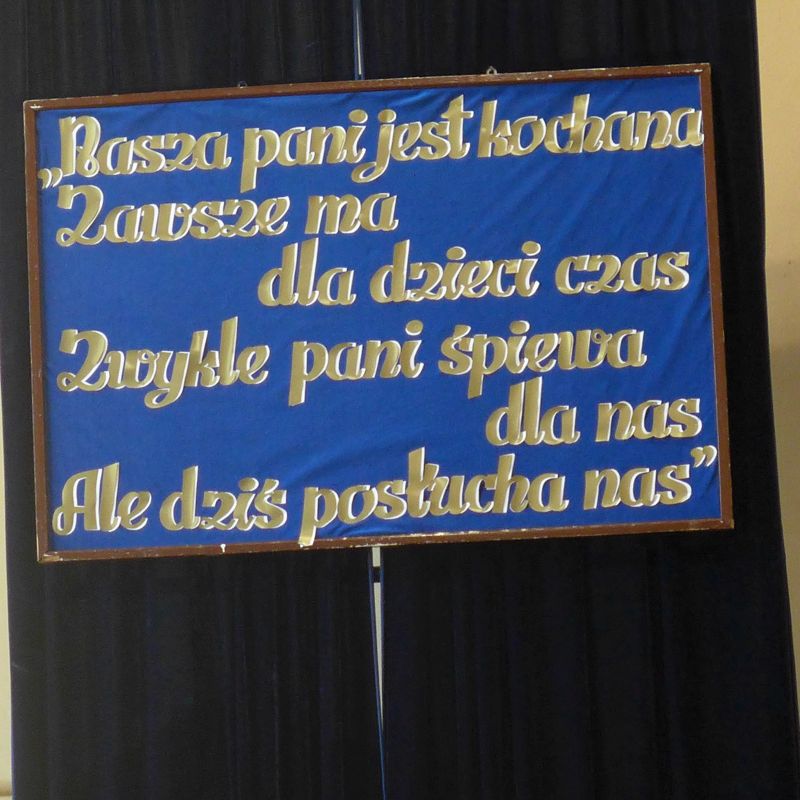 „Nasza pani jest kochana
Zawsze ma
dla dzieci czas
Zwykle pani śpiewa
dla nas
Ale dziś posłucha nas”